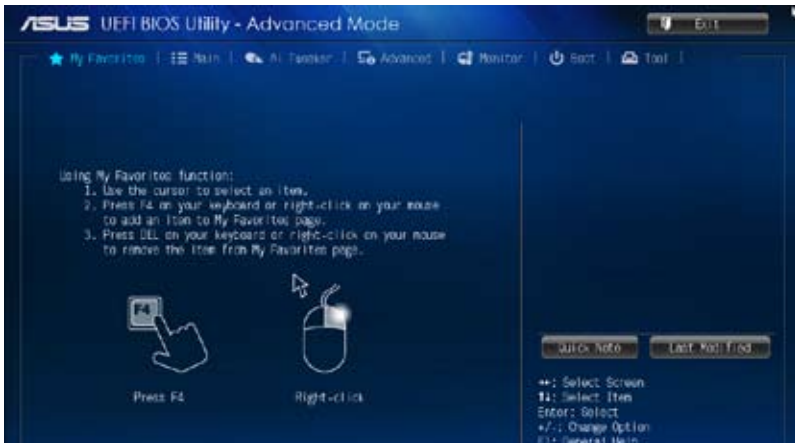 ASUS UEFI BIOS Utility - Advanced Mode
Exit
My Favorites | Main | Ai Tweaker | Advanced | Monitor | Boot | Tool |
Using My Favorites function:
1. Use the cursor to select an item.
2. Press F4 on your keyboard or right-click on your mouse
to add an item to My Favorites page.
3. Press DEL on your keyboard or right-click on your mouse
to remove the item from My Favorites page.
F4
Press F4
Right-click
Quick Note
Last Modified
→←: Select Screen
↑↓: Select Item
Enter: Select
+/-: Change Option
F1: General Help